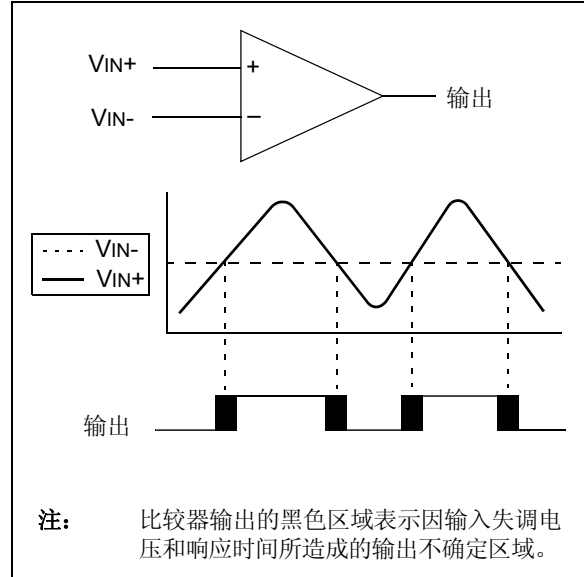 VIN+
+
输出
VIN-
–
VIN-
VIN+
输出
注： 比较器输出的黑色区域表示因输入失调电
压和响应时间所造成的输出不确定区域。